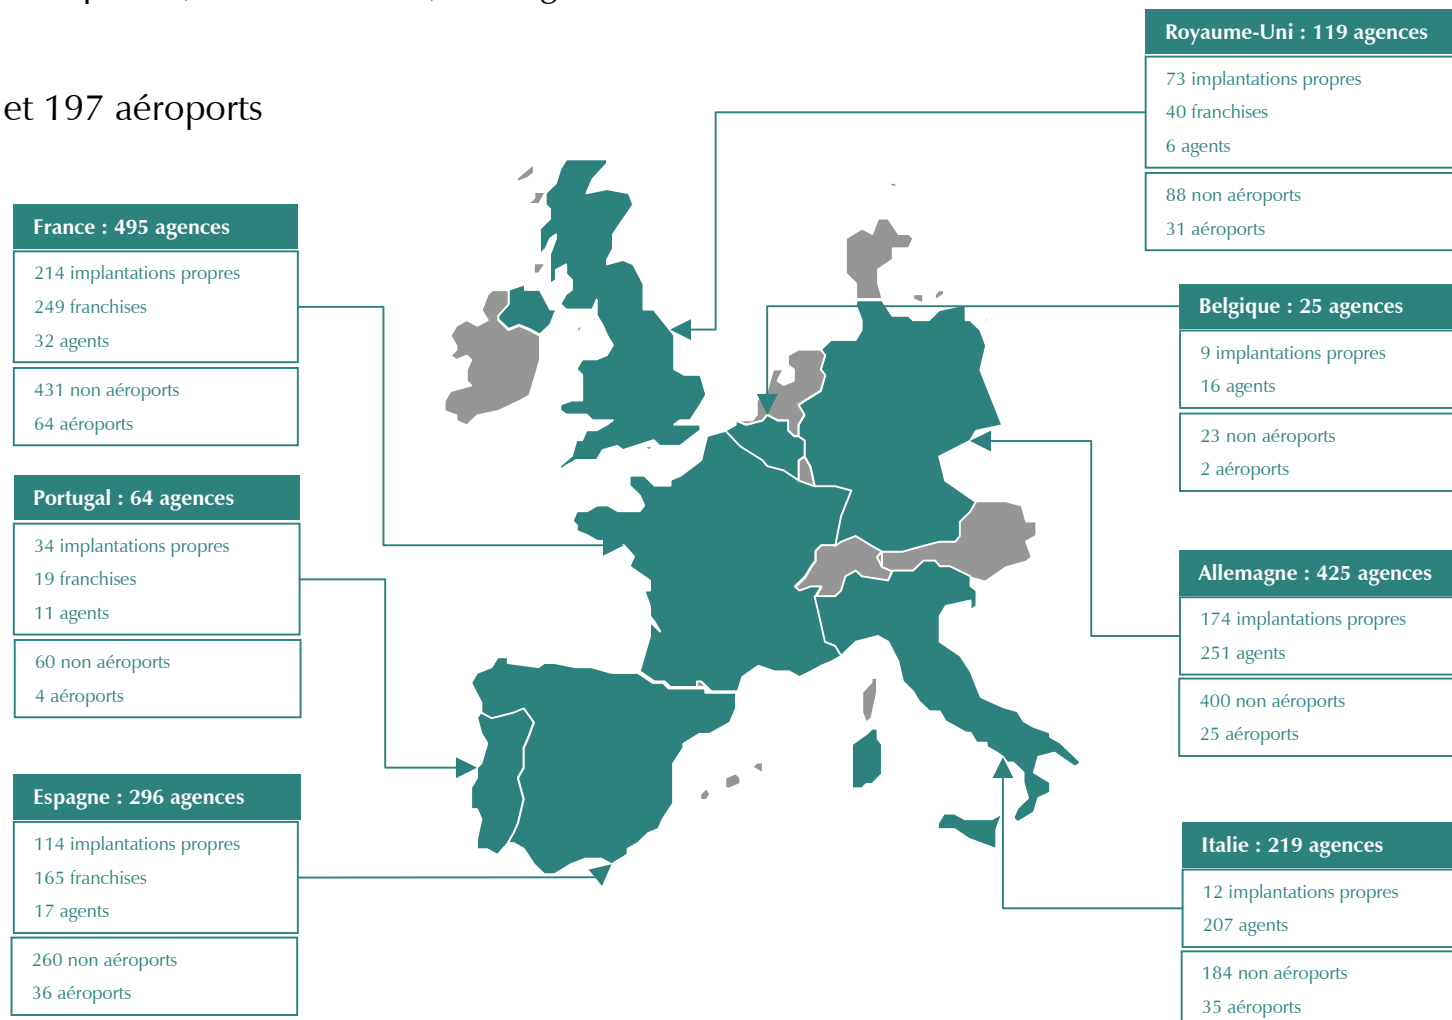 et 197 aéroports
France : 495 agences
214 implantations propres
249 franchises
32 agents
431 non aéroports
64 aéroports
Portugal : 64 agences
34 implantations propres
19 franchises
11 agents
60 non aéroports
4 aéroports
Espagne : 296 agences
114 implantations propres
165 franchises
17 agents
260 non aéroports
36 aéroports
Royaume-Uni : 119 agences
73 implantations propres
40 franchises
6 agents
88 non aéroports
31 aéroports
Belgique : 25 agences
9 implantations propres
16 agents
23 non aéroports
2 aéroports
Allemagne : 425 agences
174 implantations propres
251 agents
400 non aéroports
25 aéroports
Italie : 219 agences
12 implantations propres
207 agents
184 non aéroports
35 aéroports